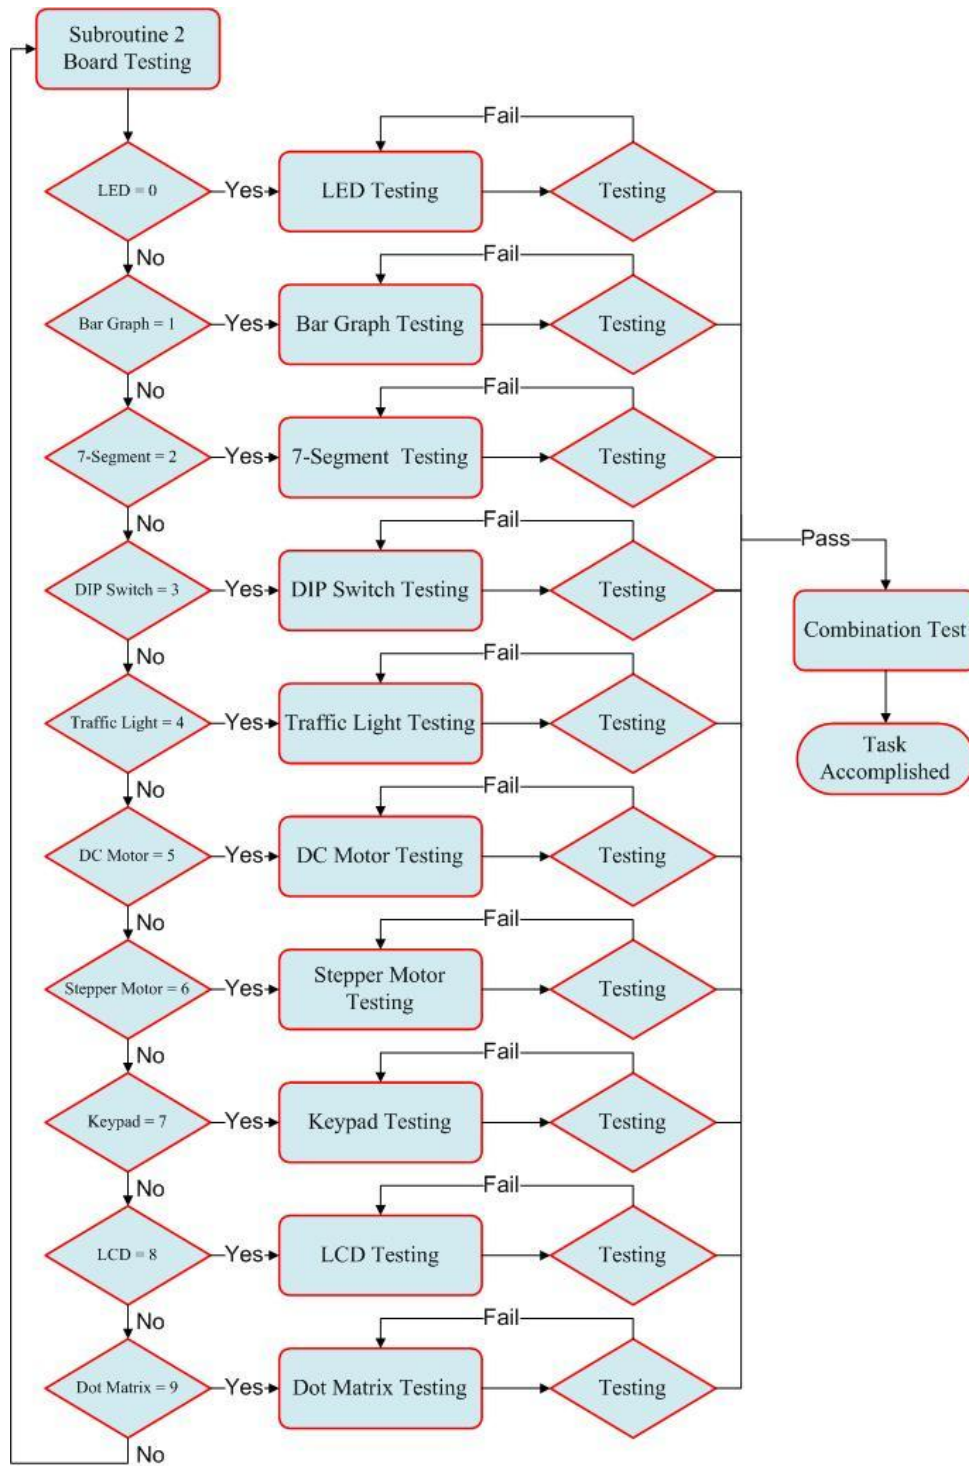 Subroutine 2
Board Testing
Fail
LED = 0
Yes
LED Testing
Testing
No
Fail
Bar Graph = 1
Yes
Bar Graph Testing
Testing
No
Fail
7-Segment = 2
Yes
7-Segment Testing
Testing
No
Fail
Pass
DIP Switch = 3
Yes
DIP Switch Testing
Testing
Combination Test
No
Fail
Traffic Light = 4
Yes
Traffic Light Testing
Testing
Task
Accomplished
No
Fail
DC Motor = 5
Yes
DC Motor Testing
Testing
No
Fail
Stepper Motor = 6
Yes
Stepper Motor
Testing
Testing
No
Fail
Keypad = 7
Yes
Keypad Testing
Testing
No
Fail
LCD = 8
Yes
LCD Testing
Testing
No
Fail
Dot Matrix = 9
Yes
Dot Matrix Testing
Testing
No